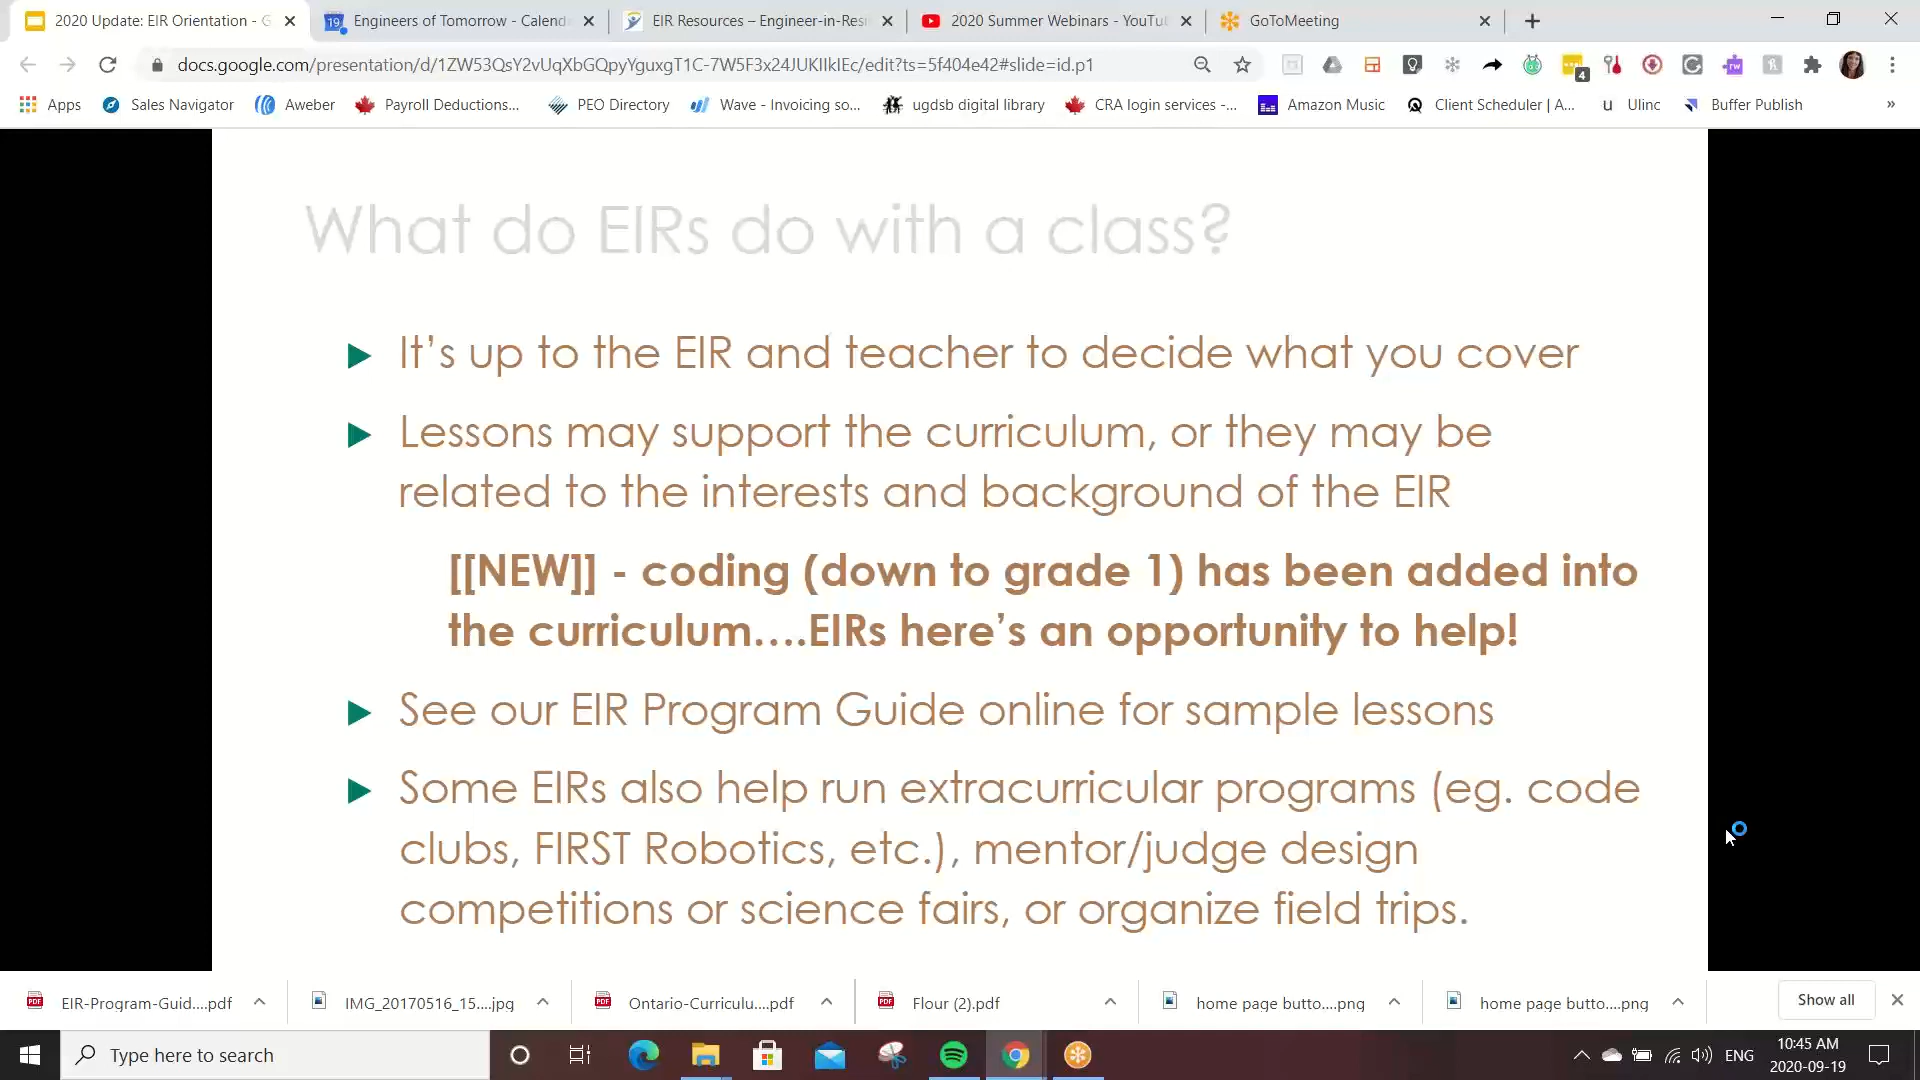 2020 Update: EIR Orientation - G
Engineers of Tomorrow - Calend
EIR Resources – Engineer-in-Resi
2020 Summer Webinars - YouTu
GoToMeeting
docs.google.com/presentation/d/1ZW53QsY2vUqXbGQpyYguxgT1C-7W5F3x24JUKIIkIEc/edit?ts=5f404e42#slide=id.p1
4
Apps
Sales Navigator
Aweber
Payroll Deductions...
PEO Directory
Wave - Invoicing so...
ugdsb digital library
CRA login services -...
Amazon Music
Client Scheduler | A...
Ulinc
Buffer Publish
»
What do EIRs do with a class?
It's up to the EIR and teacher to decide what you cover
Lessons may support the curriculum, or they may be
related to the interests and background of the EIR
[[NEW]] - coding (down to grade 1) has been added into
the curriculum....EIRs here's an opportunity to help!
See our EIR Program Guide online for sample lessons
Some EIRs also help run extracurricular programs (eg. code
clubs, FIRST Robotics, etc.), mentor/judge design
competitions or science fairs, or organize field trips.
EIR-Program-Guid....pdf
IMG_20170516_15....jpg
Ontario-Curriculu....pdf
Flour (2).pdf
home page butto....png
home page butto....png
Show all
Type here to search
ENG
10:45 AM
2020-09-19